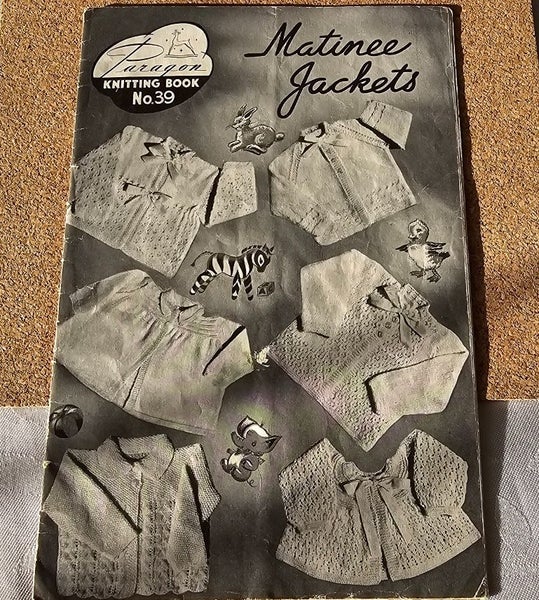 Paragon
KNITTING BOOK
No. 39
Matinee
Jackets